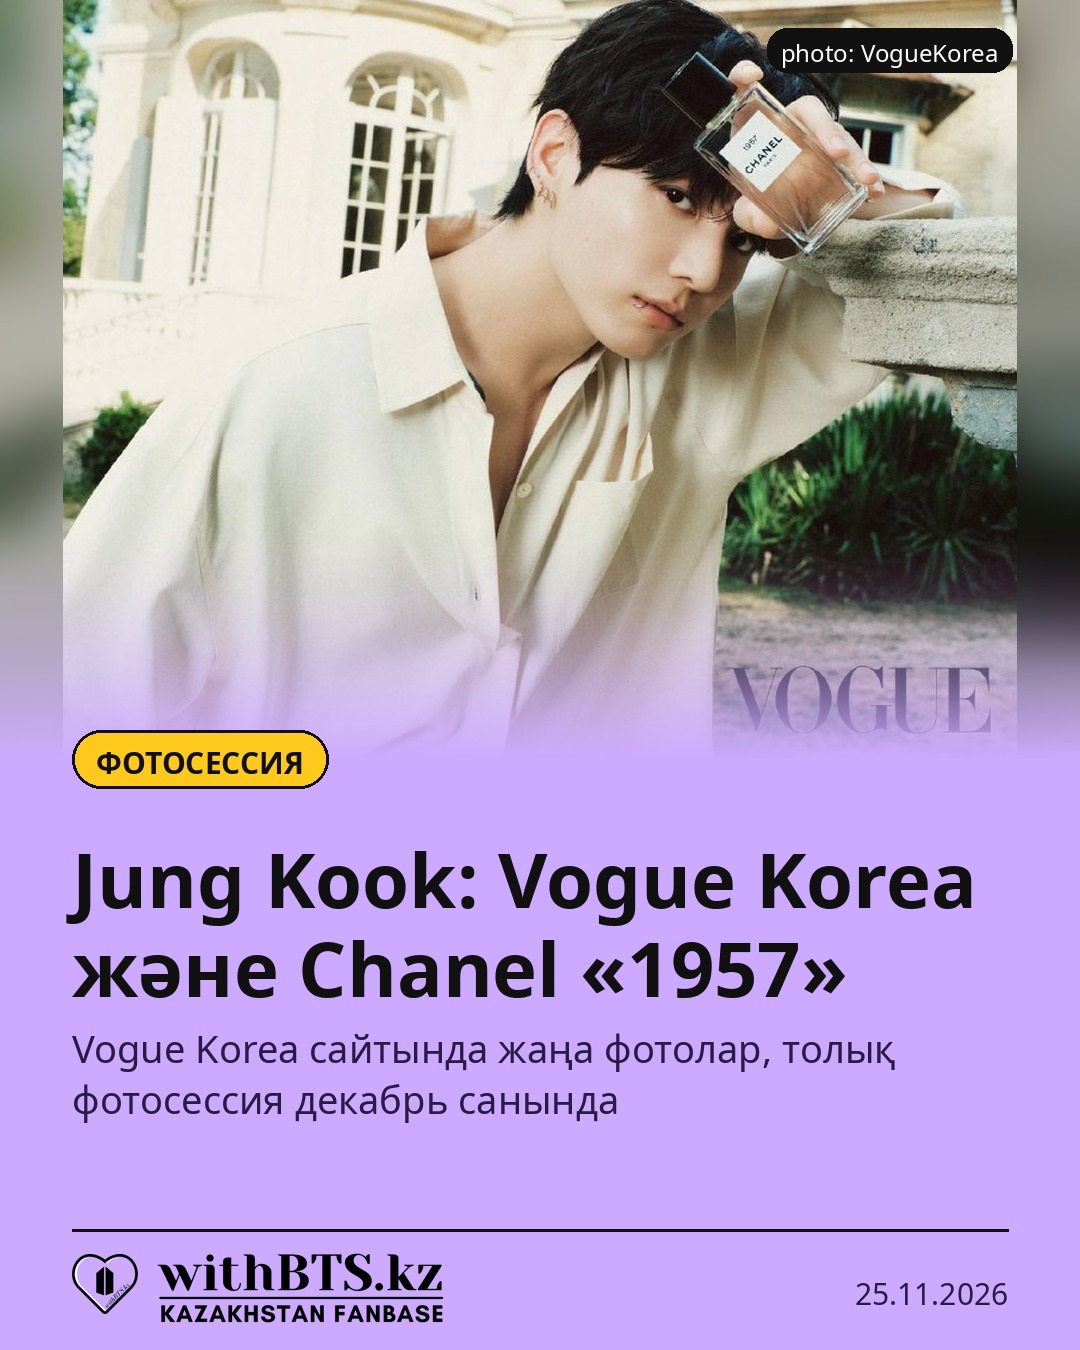 photo: VogueKorea
1957
CHANEL
PARIS
VOGUE
ФОТОСЕССИЯ
Jung Kook: Vogue Korea
және Chanel «1957»
Vogue Korea сайтында жаңа фотолар, толық
фотосессия декабрь санында
withBTS.kz
KAZAKHSTAN FANBASE
25.11.2026